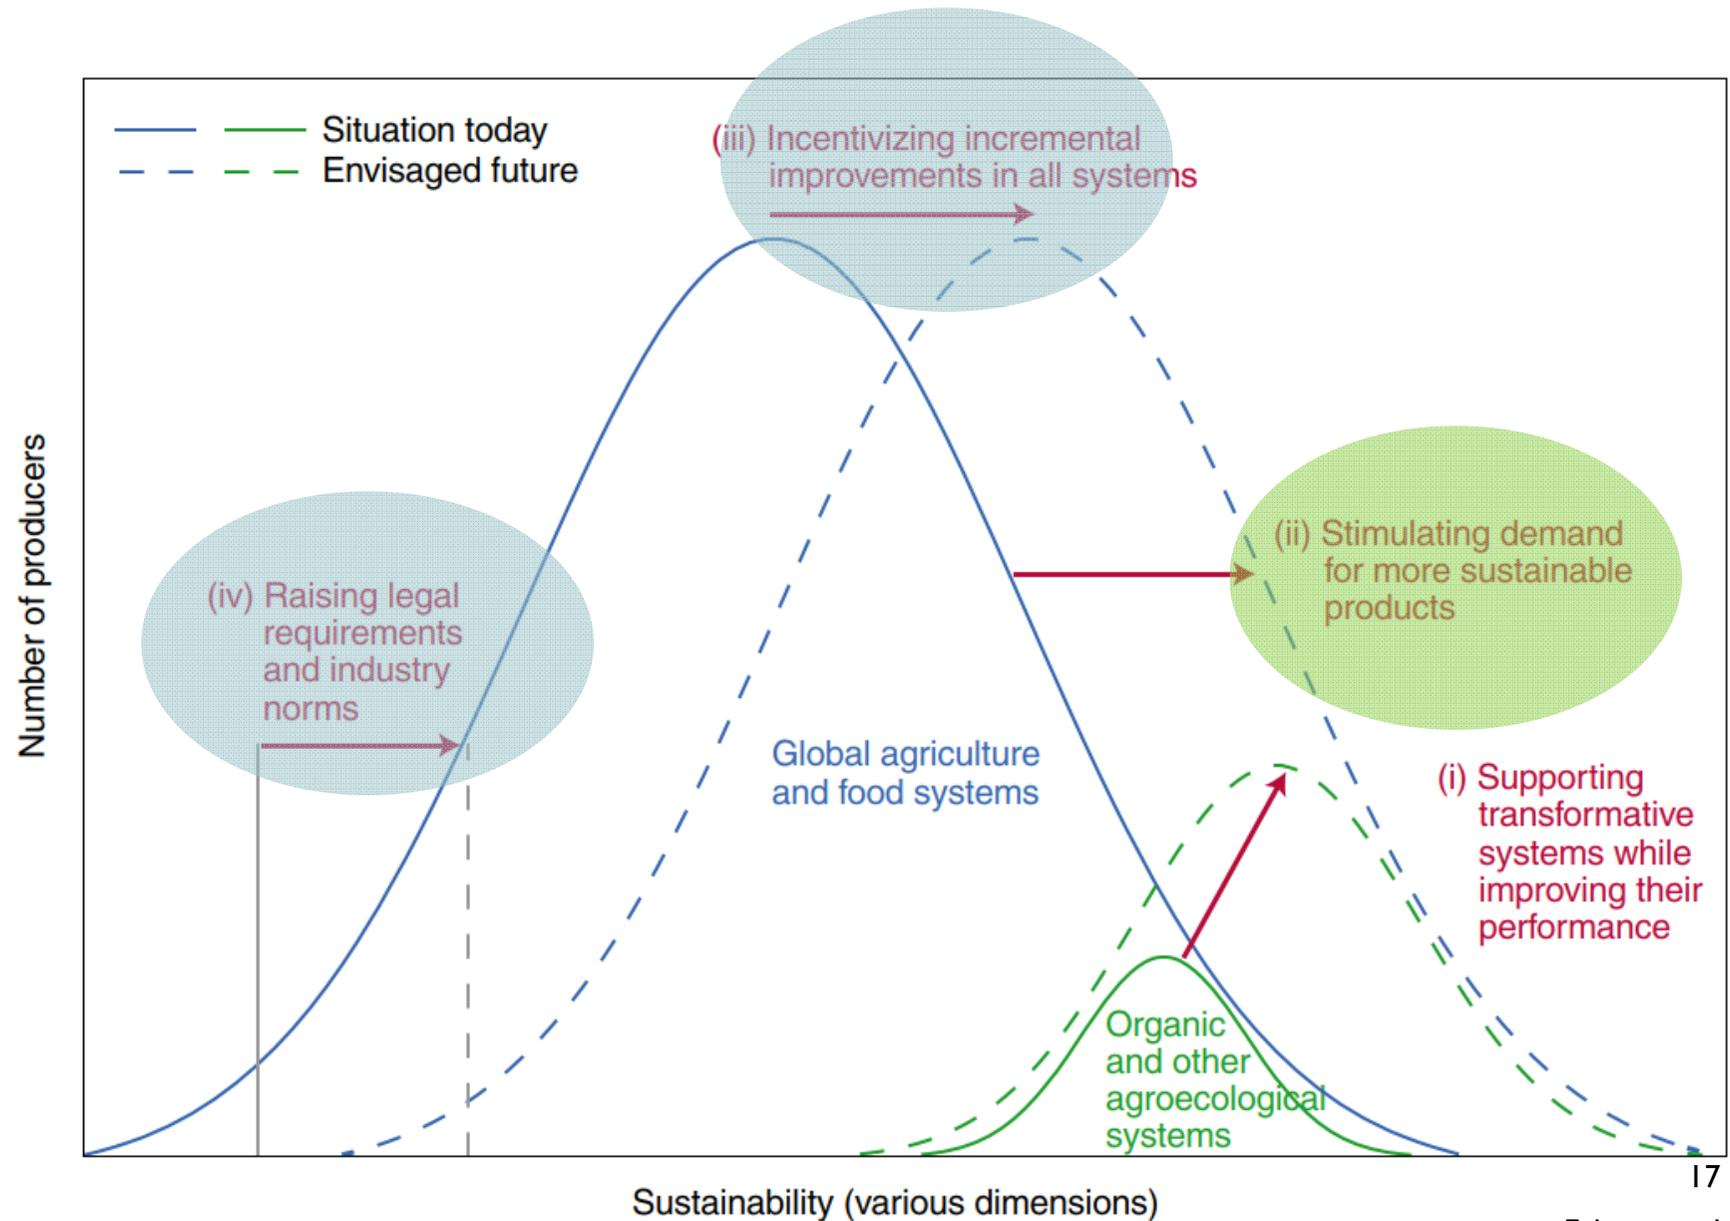 Situation today
Envisaged future
(iii) Incentivizing incremental
improvements in all systems
(ii) Stimulating demand
for more sustainable
products
(iv) Raising legal
requirements
and industry
norms
Number of producers
Global agriculture
and food systems
(i) Supporting
transformative
systems while
improving their
performance
Organic
and other
agroecological
systems
17
Sustainability (various dimensions)